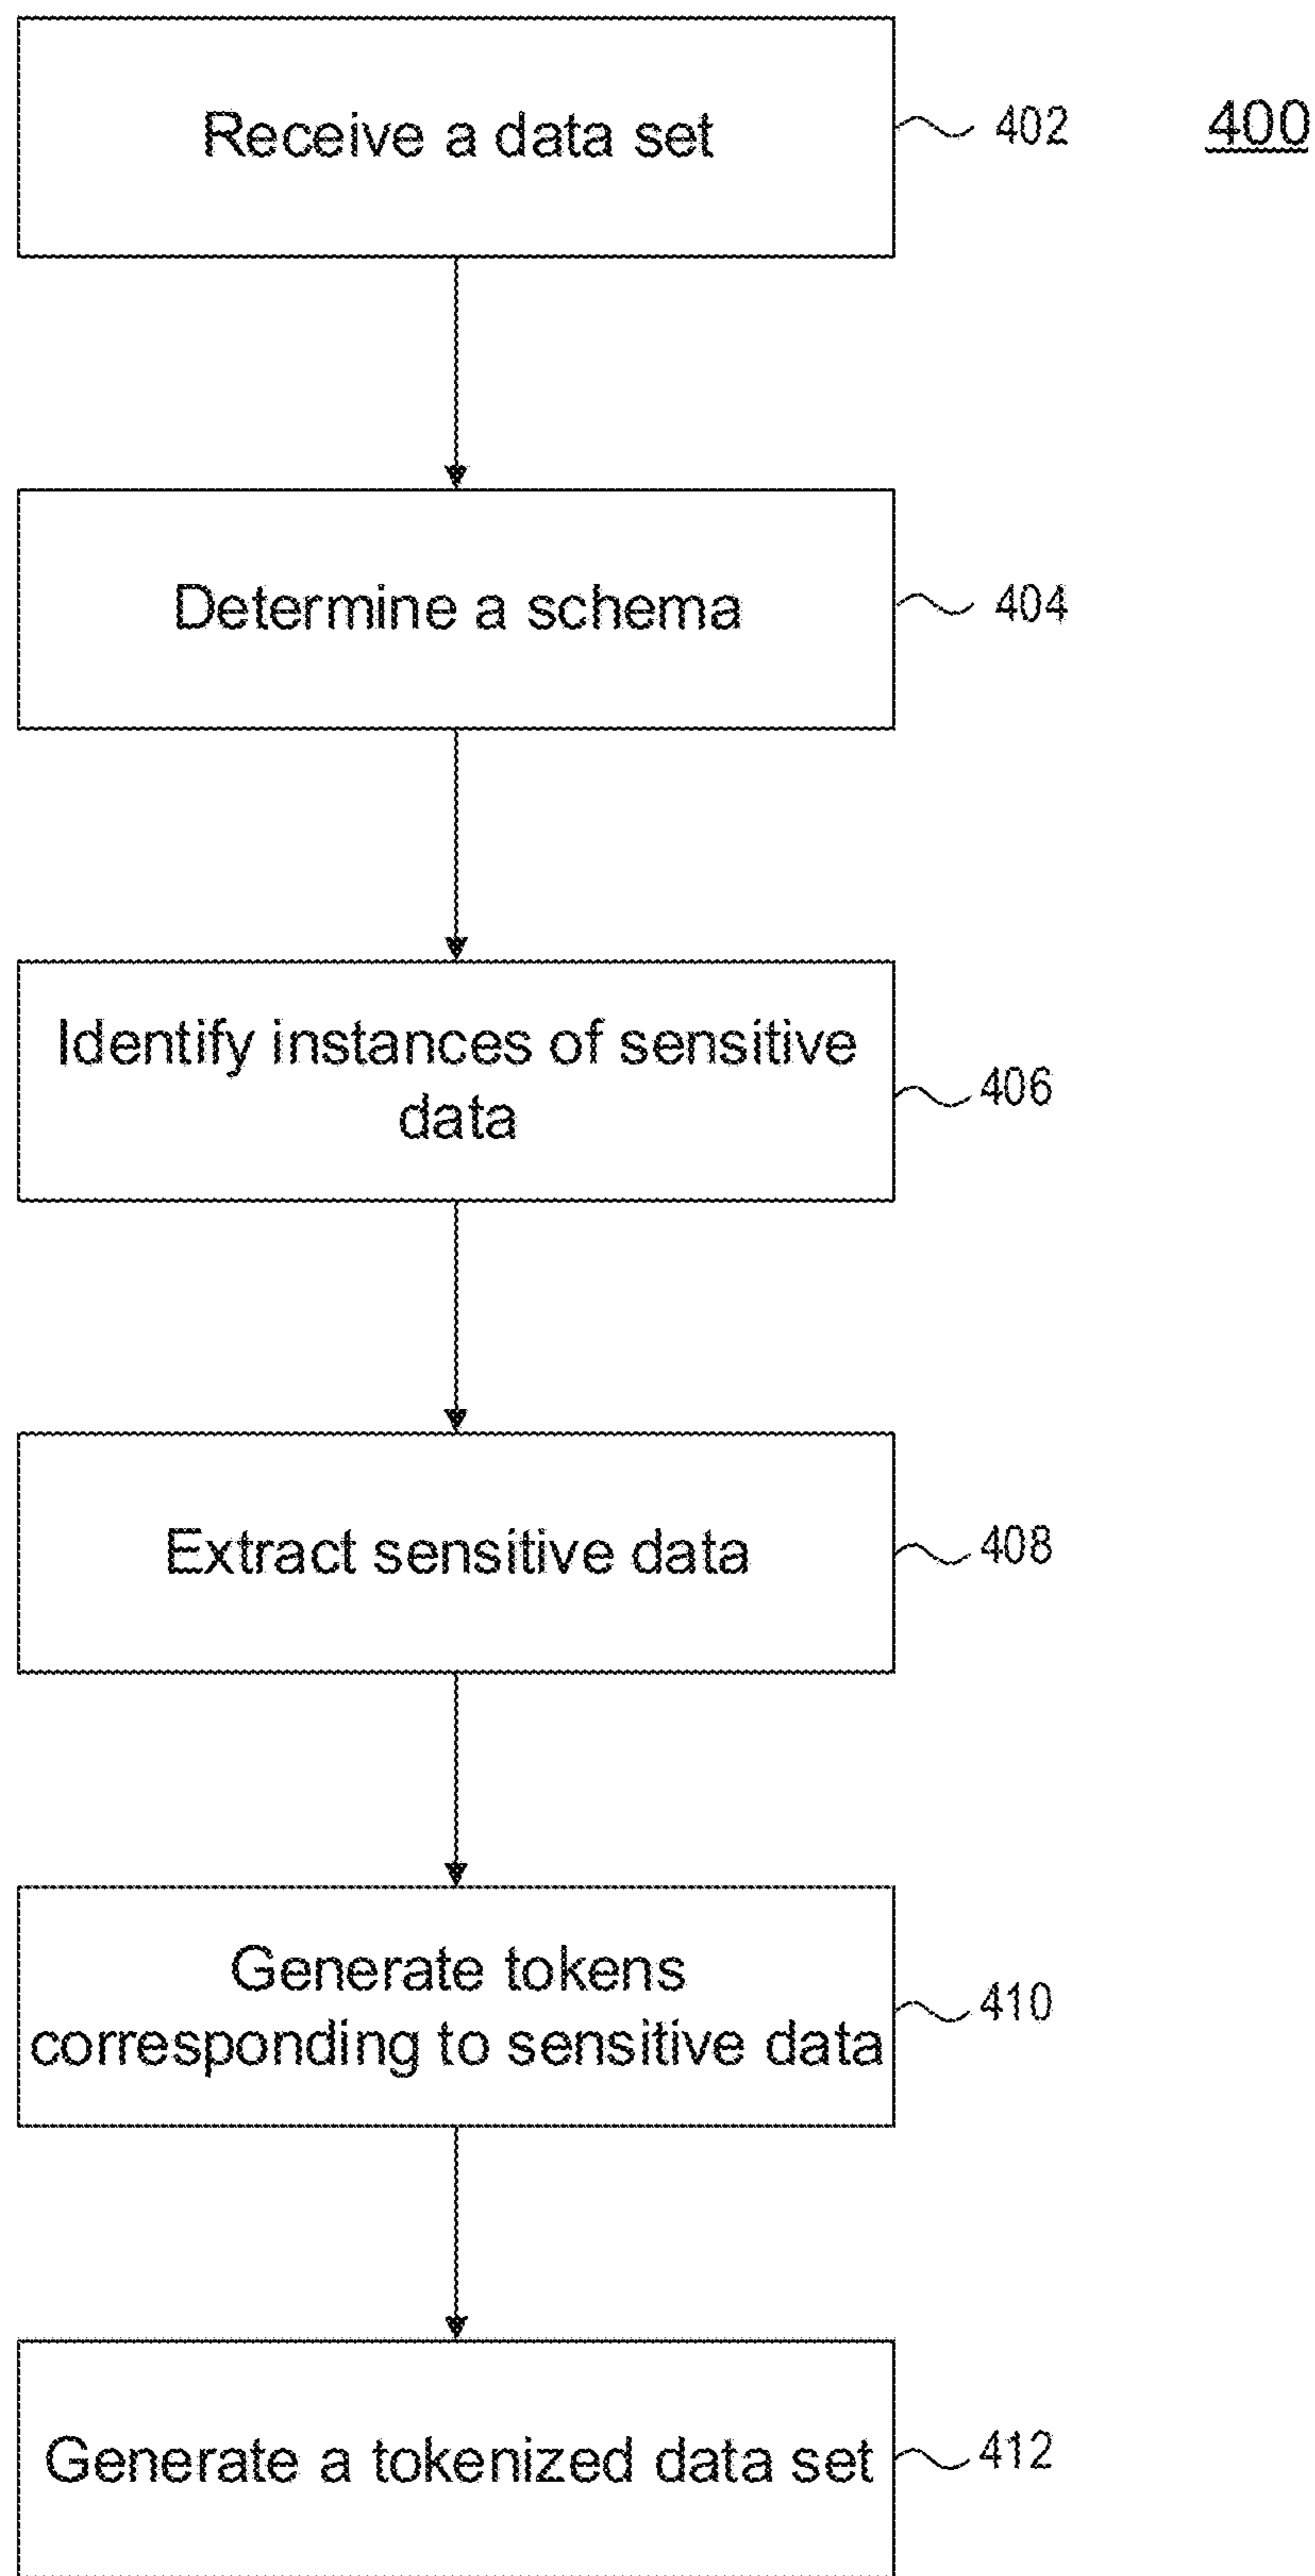 Receive a data set
402
400
Determine a schema
404
Identify instances of sensitive
data
406
Extract sensitive data
408
Generate tokens
corresponding to sensitive data
410
Generate a tokenized data set
412